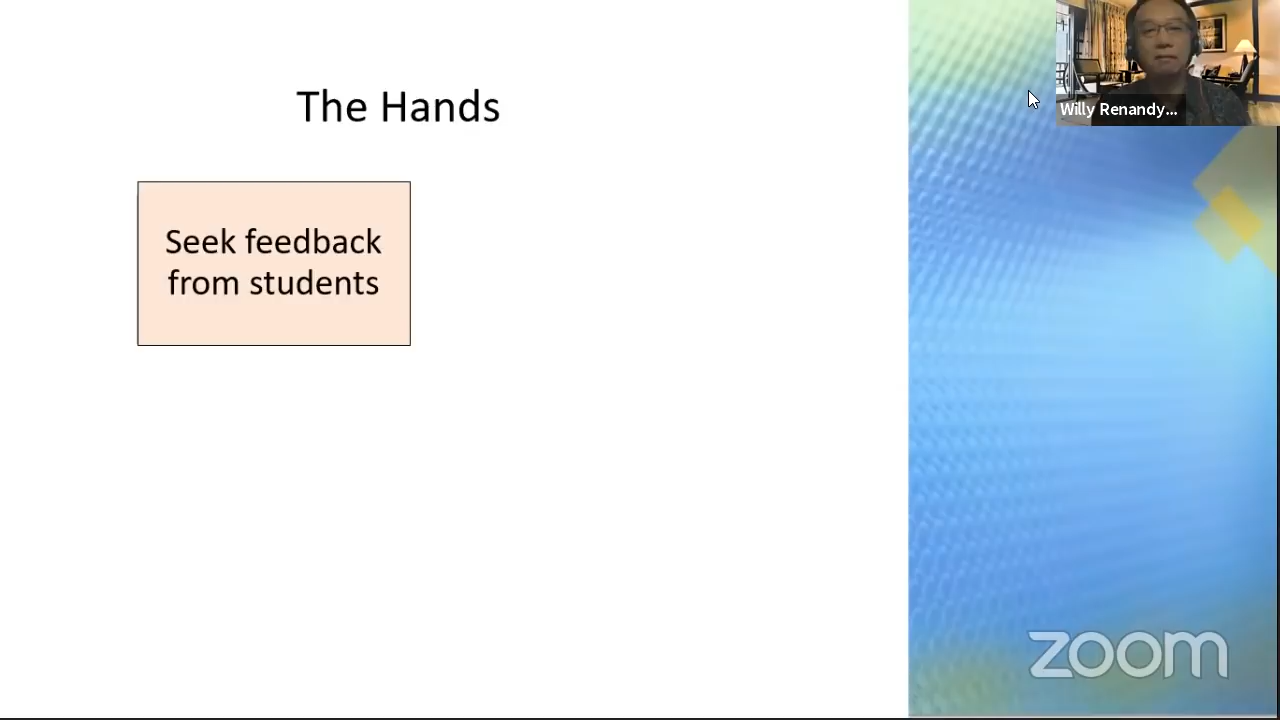 The Hands
Willy Renandy...
Seek feedback
from students
zoom